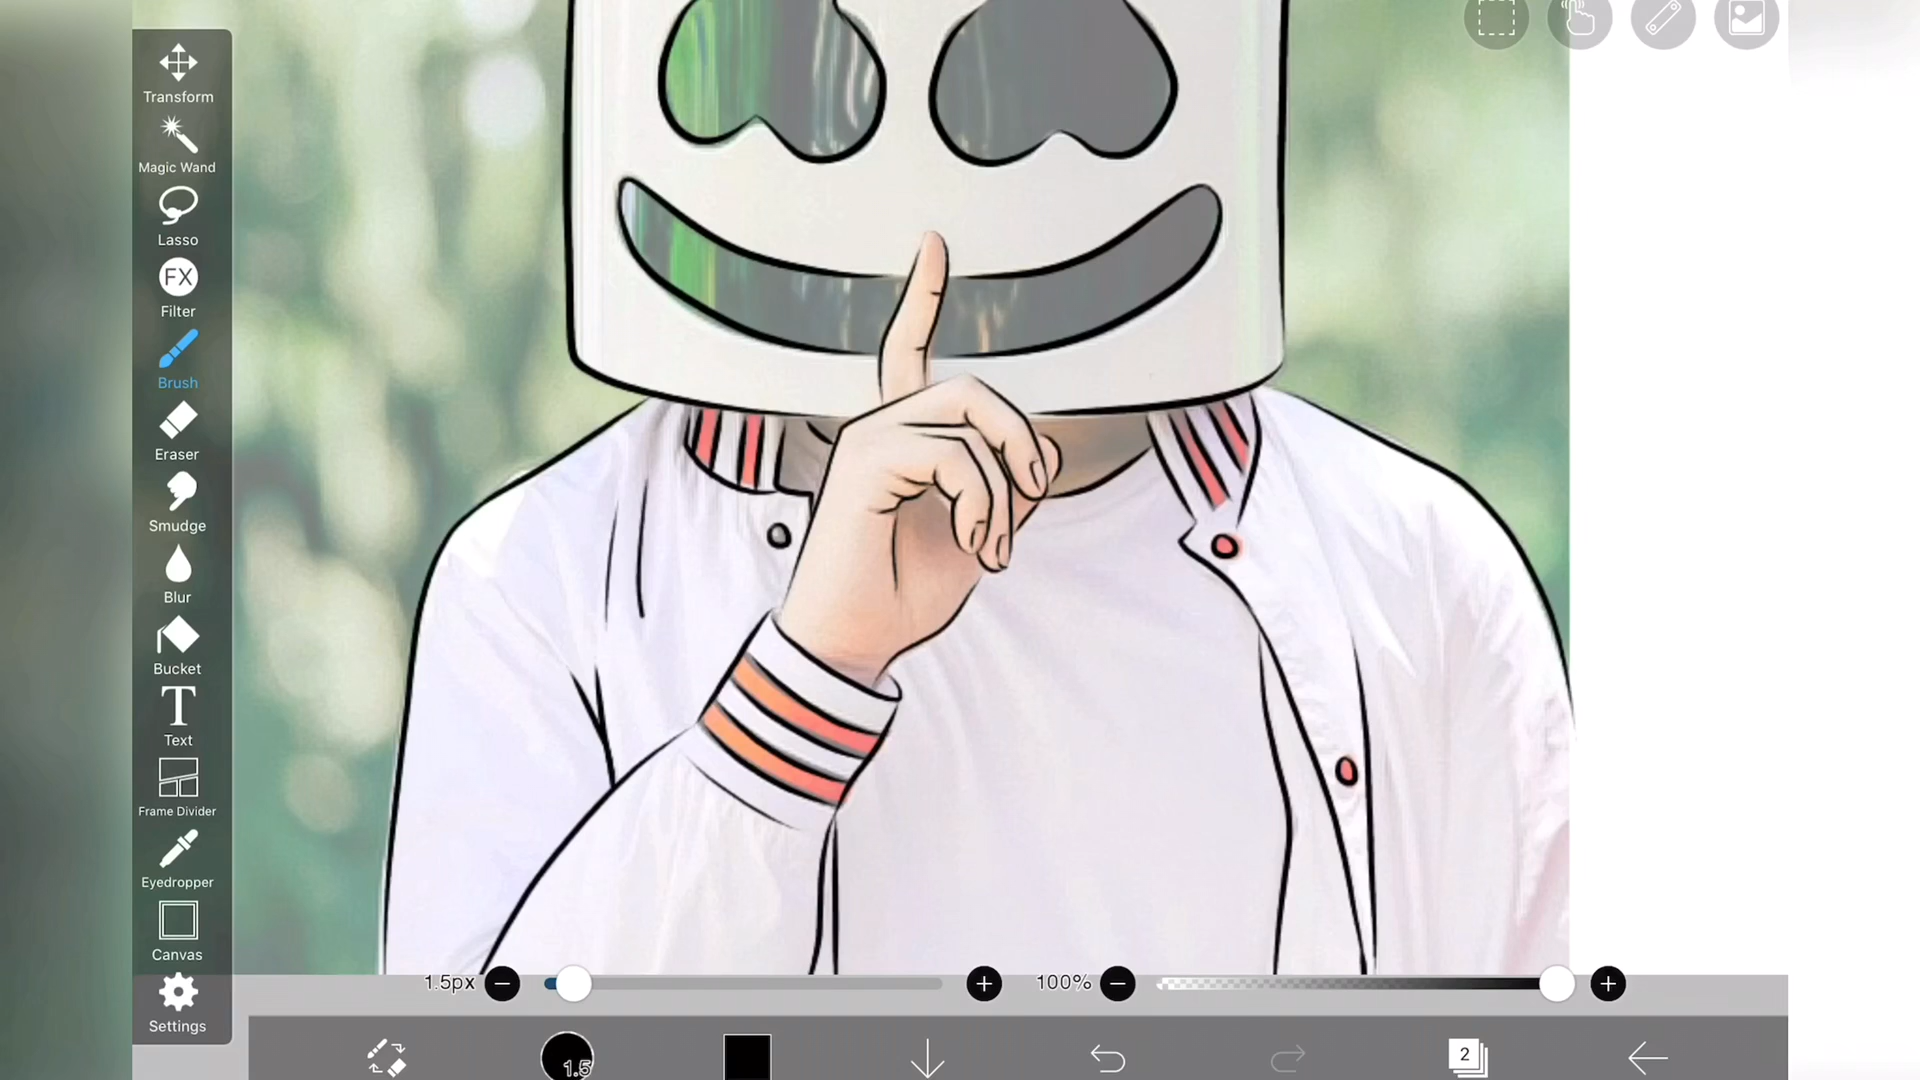 Transform
Magic Wand
Lasso
FX
Filter
Brush
Eraser
Smudge
Blur
Bucket
T
Text
Frame Divider
Eyedropper
Canvas
Settings
1.5px
100%
1.5
2